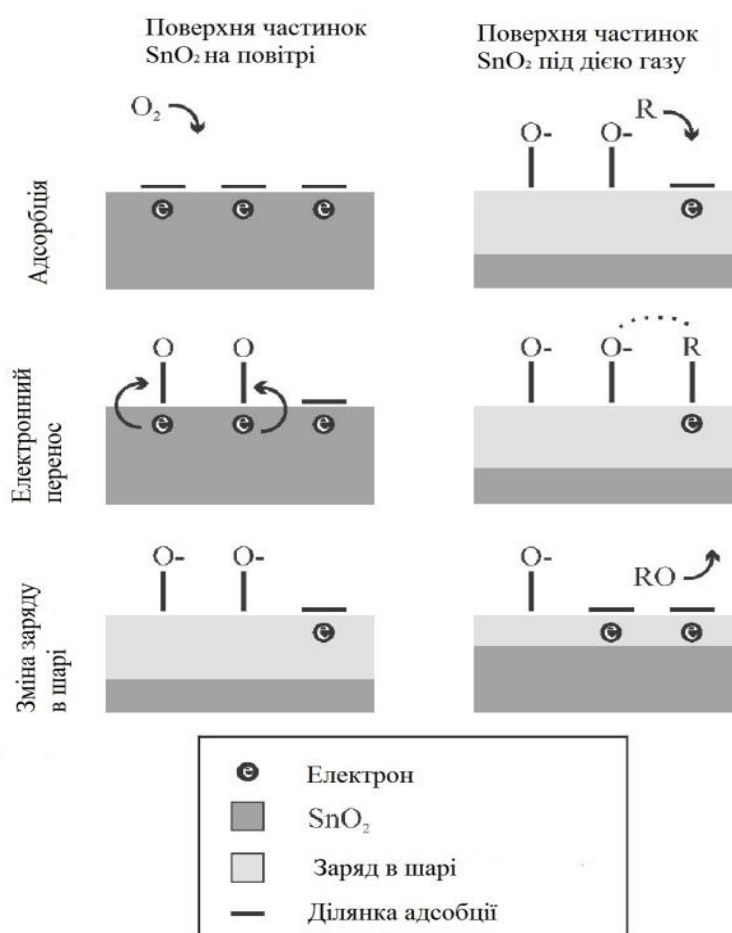 Поверхня частинок
SnO₂ на повітрі
Поверхня частинок
SnO₂ під дією газу
Адсорбція
O₂
e e e
O- O- R
e
Електронний
перенос
O O
e e e
O- O- R
e
Зміна заряду
в шарі
O- O-
e
O- RO
e e
e Електрон
SnO₂
Заряд в шарі
Ділянка адсобції